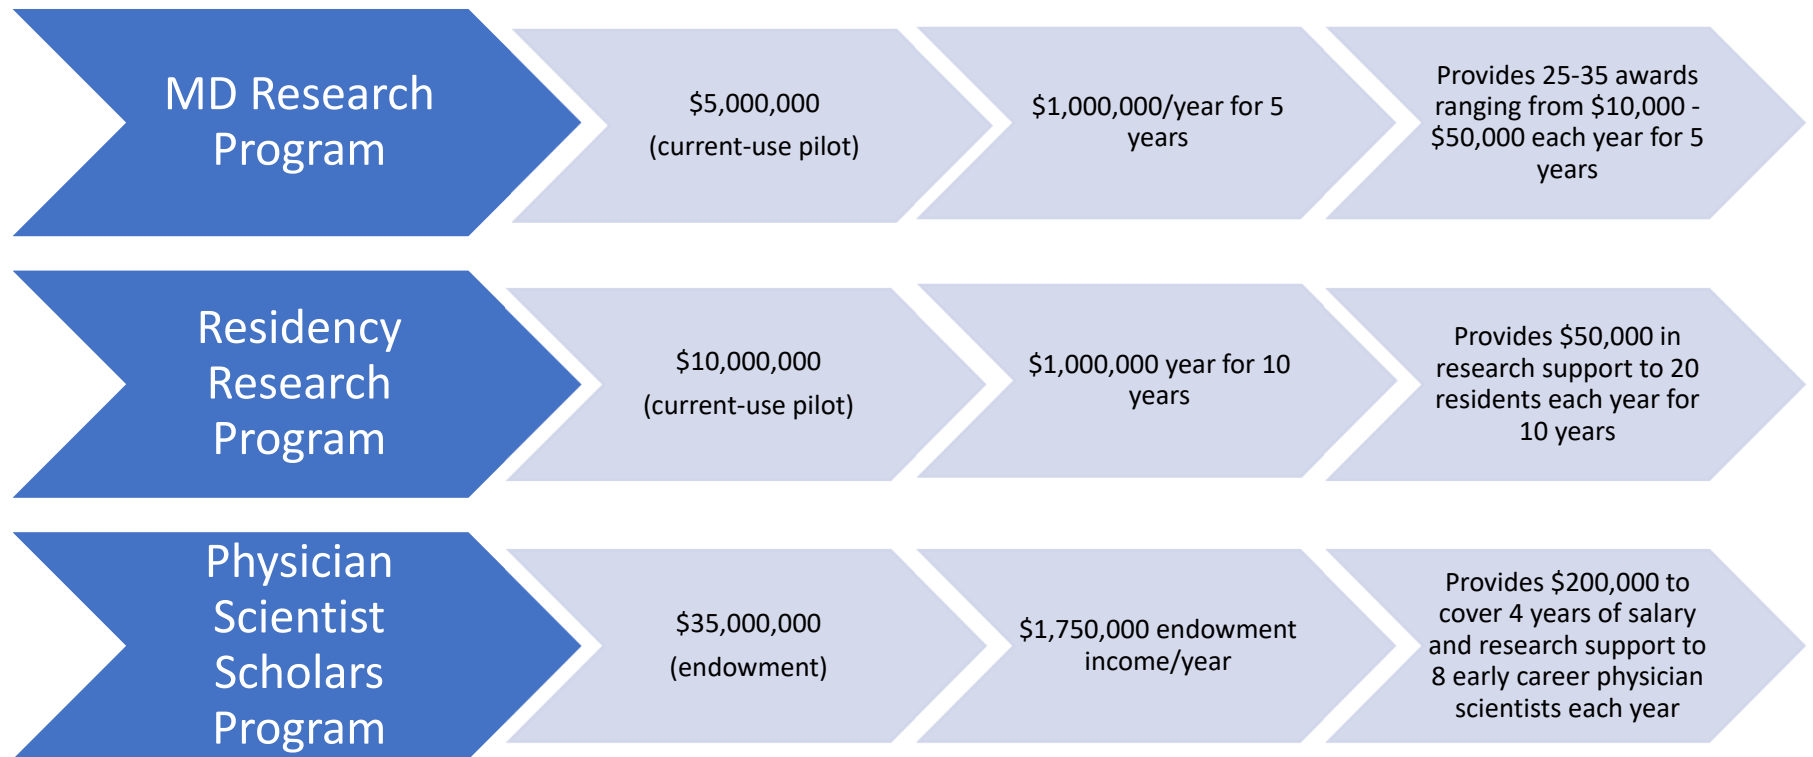 MD Research
Program
$5,000,000
(current-use pilot)
$1,000,000/year for 5
years
Provides 25-35 awards
ranging from $10,000 -
$50,000 each year for 5
years
Residency
Research
Program
$10,000,000
(current-use pilot)
$1,000,000 year for 10
years
Provides $50,000 in
research support to 20
residents each year for
10 years
Physician
Scientist
Scholars
Program
$35,000,000
(endowment)
$1,750,000 endowment
income/year
Provides $200,000 to
cover 4 years of salary
and research support to
8 early career physician
scientists each year